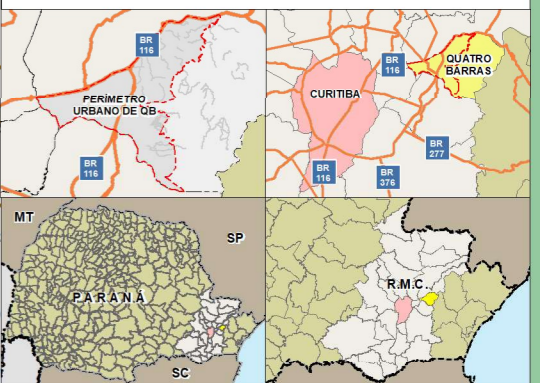 BR
116
PERÍMETRO
URBANO DE QB
BR
116
BR
116
QUATRO
BARRAS
CURITIBA
BR
277
BR
116
BR
376
MT
SP
PARANÁ
SC
R.M.C.